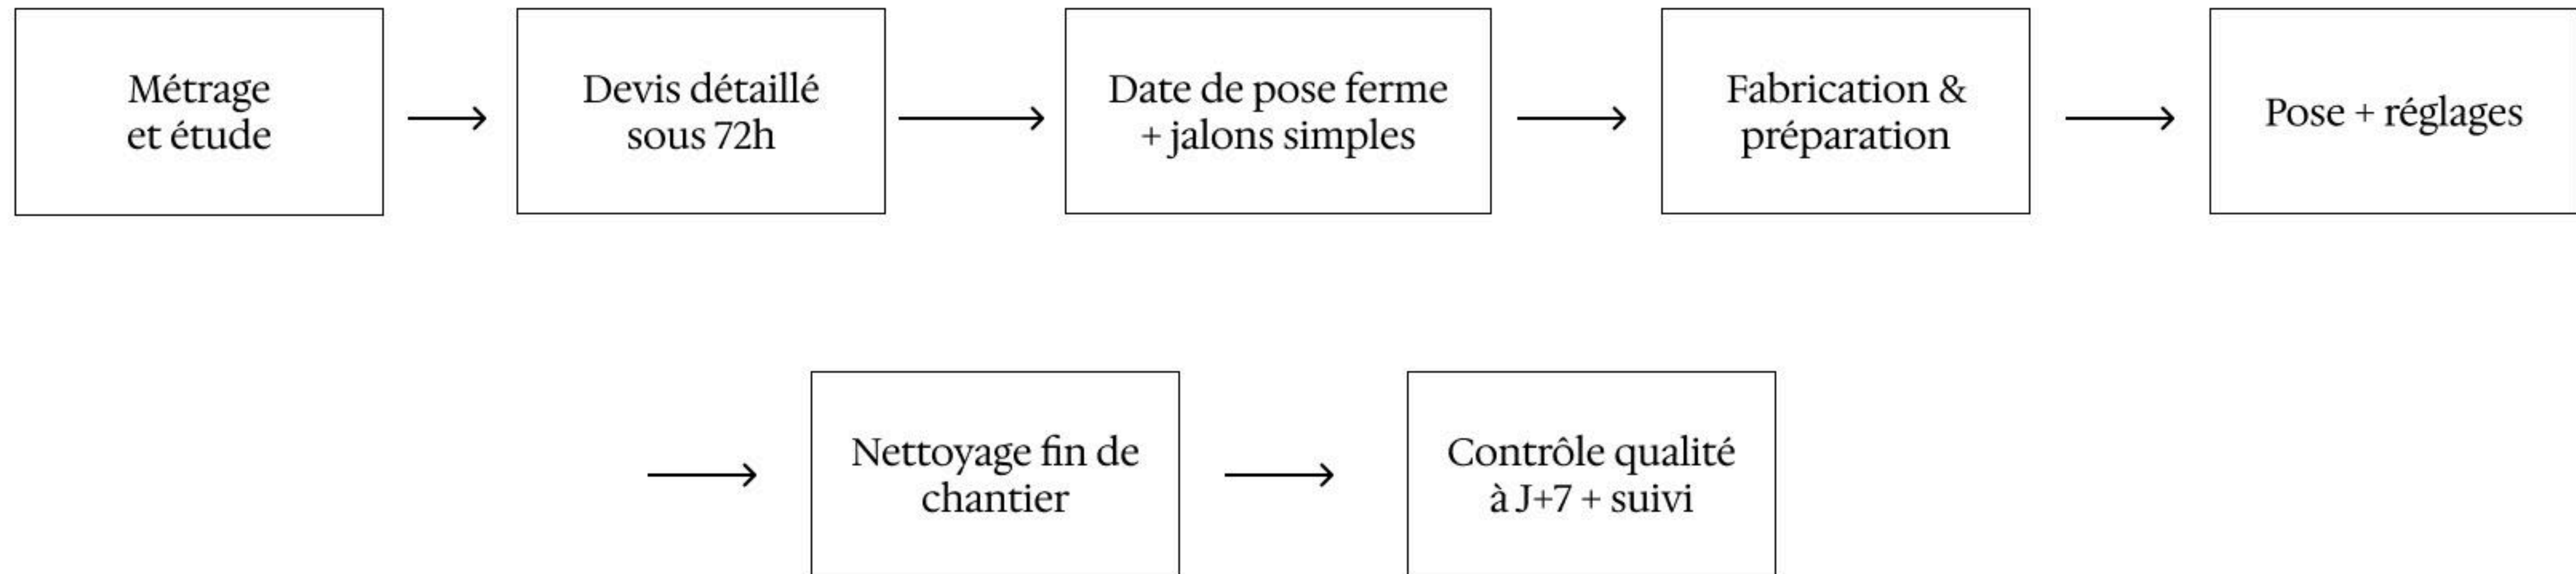 Métrage
et étude
Devis détaillé
sous 72h
Date de pose ferme
+ jalons simples
Fabrication &
préparation
Pose + réglages
Nettoyage fin de
chantier
Contrôle qualité
à J+7 + suivi